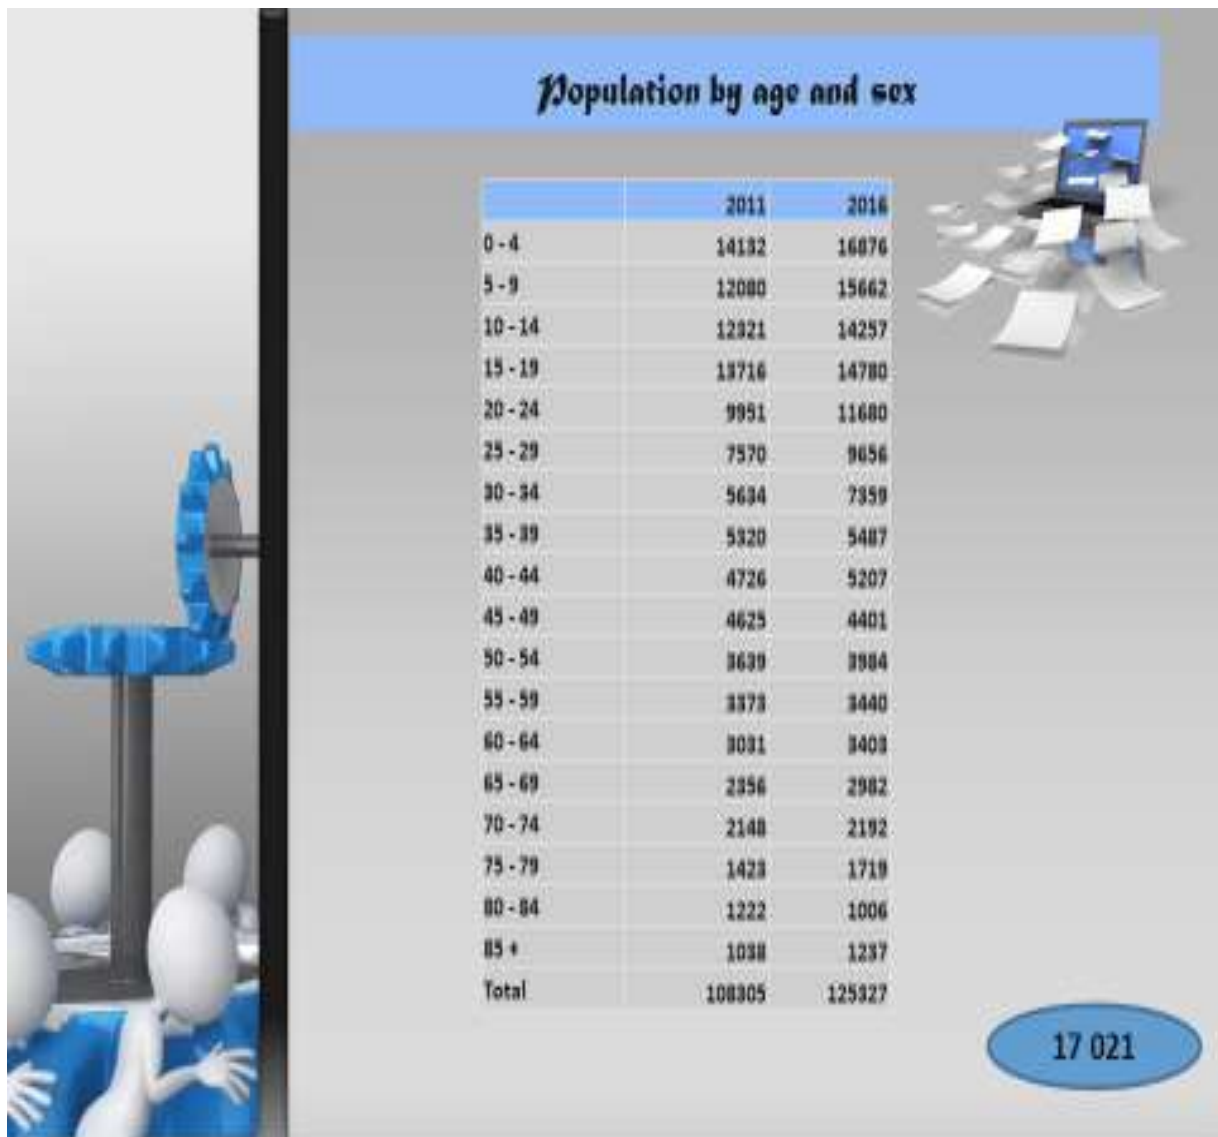 Population by age and sex
2011 2016
0 - 4 14132 16876
5 - 9 12080 15662
10 - 14 12321 14257
15 - 19 13716 14780
20 - 24 9951 11680
25 - 29 7570 9656
30 - 34 5634 7359
35 - 39 5320 5487
40 - 44 4726 5207
45 - 49 4625 4401
50 - 54 3639 3984
55 - 59 3373 3440
60 - 64 3031 3403
65 - 69 2356 2982
70 - 74 2148 2192
75 - 79 1423 1719
80 - 84 1222 1006
85 + 1038 1237
Total 108305 125327
17 021